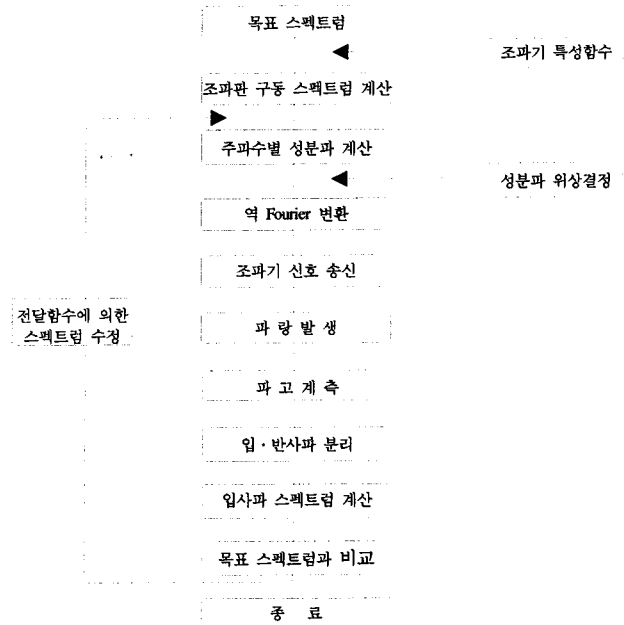 목표 스펙트럼
조파기 특성함수
조파판 구동 스펙트럼 계산
주파수별 성분파 계산
성분파 위상결정
역 Fourier 변환
조파기 신호 송신
전달함수에 의한
스펙트럼 수정
파 랑 발 생
파 고 계 측
입 · 반사파 분리
입사파 스펙트럼 계산
목표 스펙트럼과 비교
종 료